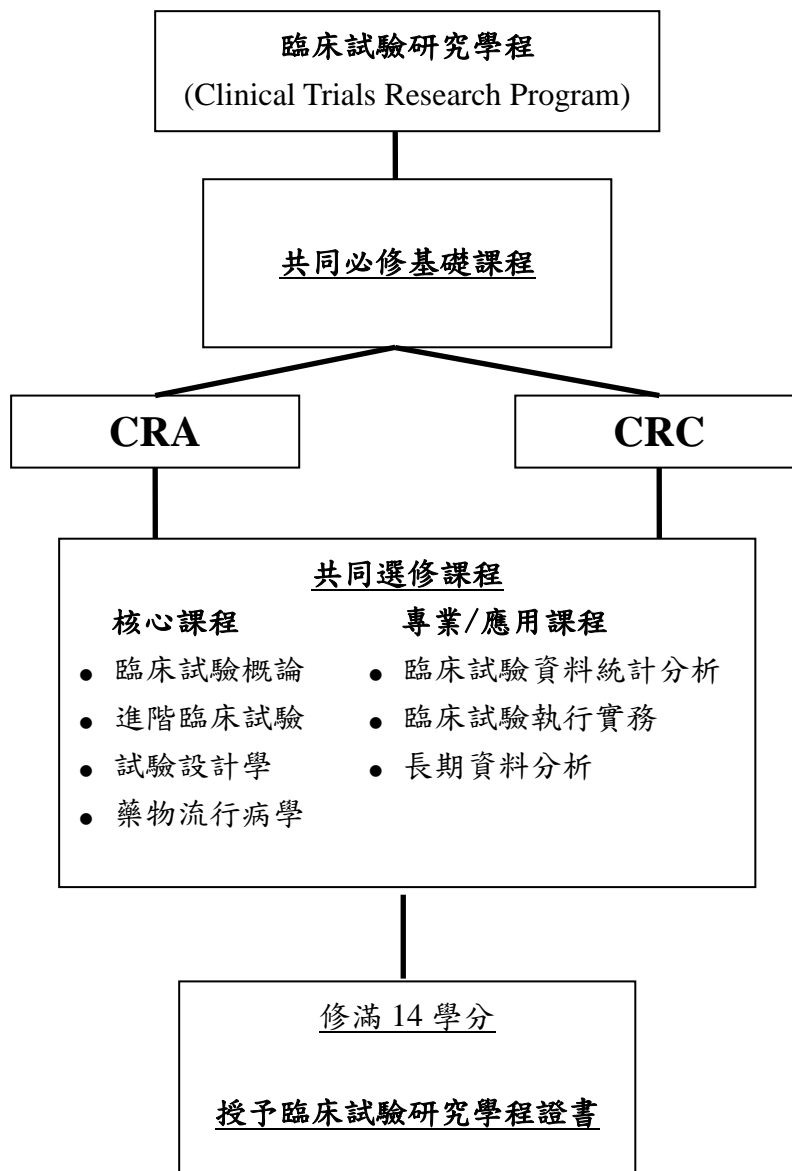 臨床試驗研究學程
(Clinical Trials Research Program)
共同必修基礎課程
CRA
CRC
共同選修課程
核心課程
● 臨床試驗概論
● 進階臨床試驗
● 試驗設計學
● 藥物流行病學
專業/應用課程
● 臨床試驗資料統計分析
● 臨床試驗執行實務
● 長期資料分析
修滿 14 學分
授予臨床試驗研究學程證書